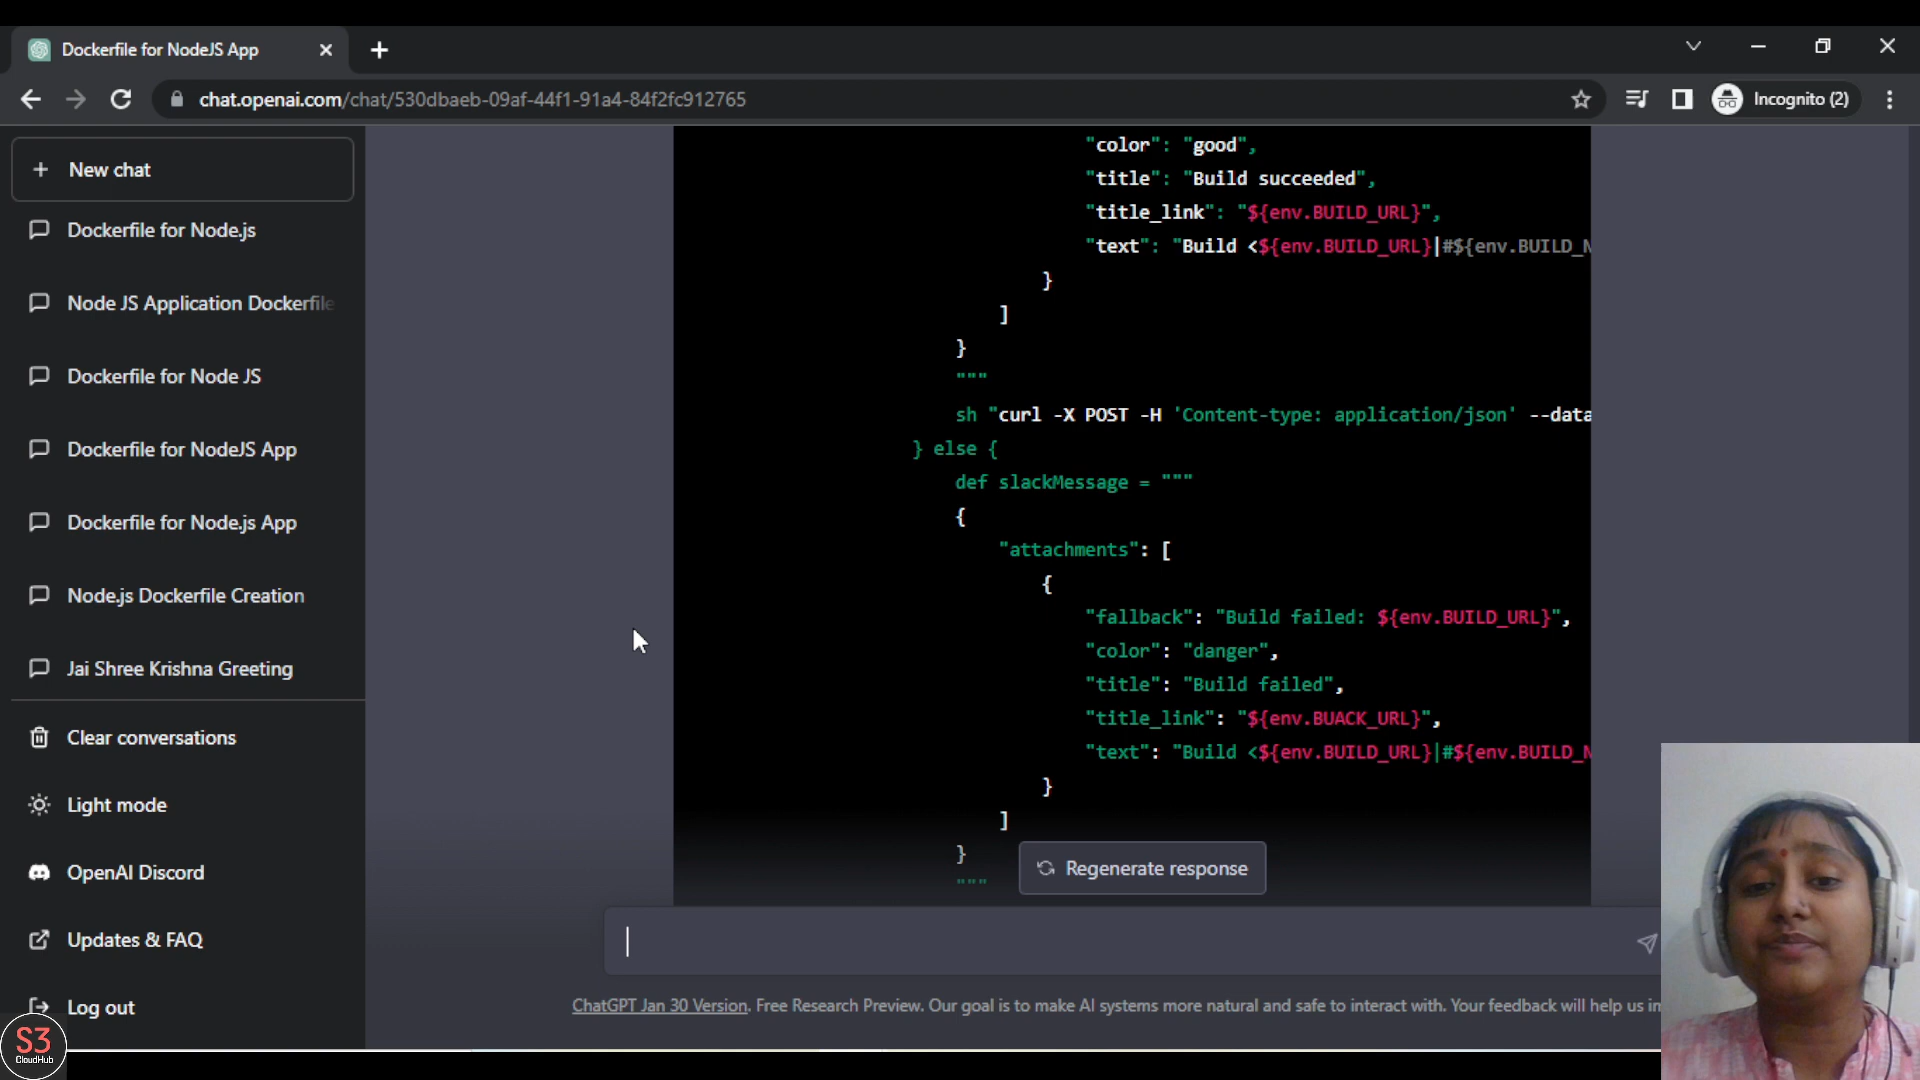 Dockerfile for NodeJS App
chat.openai.com/chat/530dbaeb-09af-44f1-91a4-84f2fc912765
Incognito (2)
New chat
Dockerfile for Node.js
Node JS Application Dockerfile
Dockerfile for Node JS
Dockerfile for NodeJS App
Dockerfile for Node.js App
Node.js Dockerfile Creation
Jai Shree Krishna Greeting
Clear conversations
Light mode
OpenAI Discord
Updates & FAQ
Log out
S3
CloudHub
"color": "good",
"title": "Build succeeded",
"title_link": "${env.BUILD_URL}",
"text": "Build <${env.BUILD_URL}|#${env.BUILD_N
}
]
}
"""
sh "curl -X POST -H 'Content-type: application/json' --data
} else {
def slackMessage = """
{
"attachments": [
{
"fallback": "Build failed: ${env.BUILD_URL}",
"color": "danger",
"title": "Build failed",
"title_link": "${env.BUACK_URL}",
"text": "Build <${env.BUILD_URL}|#${env.BUILD_N
}
]
}
"""
Regenerate response
ChatGPT Jan 30 Version. Free Research Preview. Our goal is to make AI systems more natural and safe to interact with. Your feedback will help us